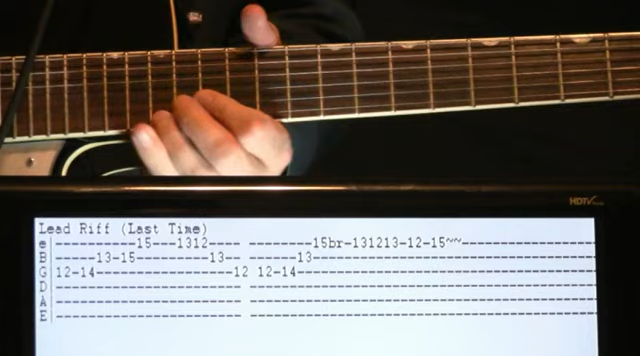 HDTV
Lead Riff (Last Time)
e|----------15---1312---- --------15br-131213-12-15~~-----------------
B|-----13-15---------13-- ------13------------------------------------
G|12-14----------------12 12-14---------------------------------------
D|----------------------- --------------------------------------------
A|----------------------- --------------------------------------------
E|----------------------- --------------------------------------------